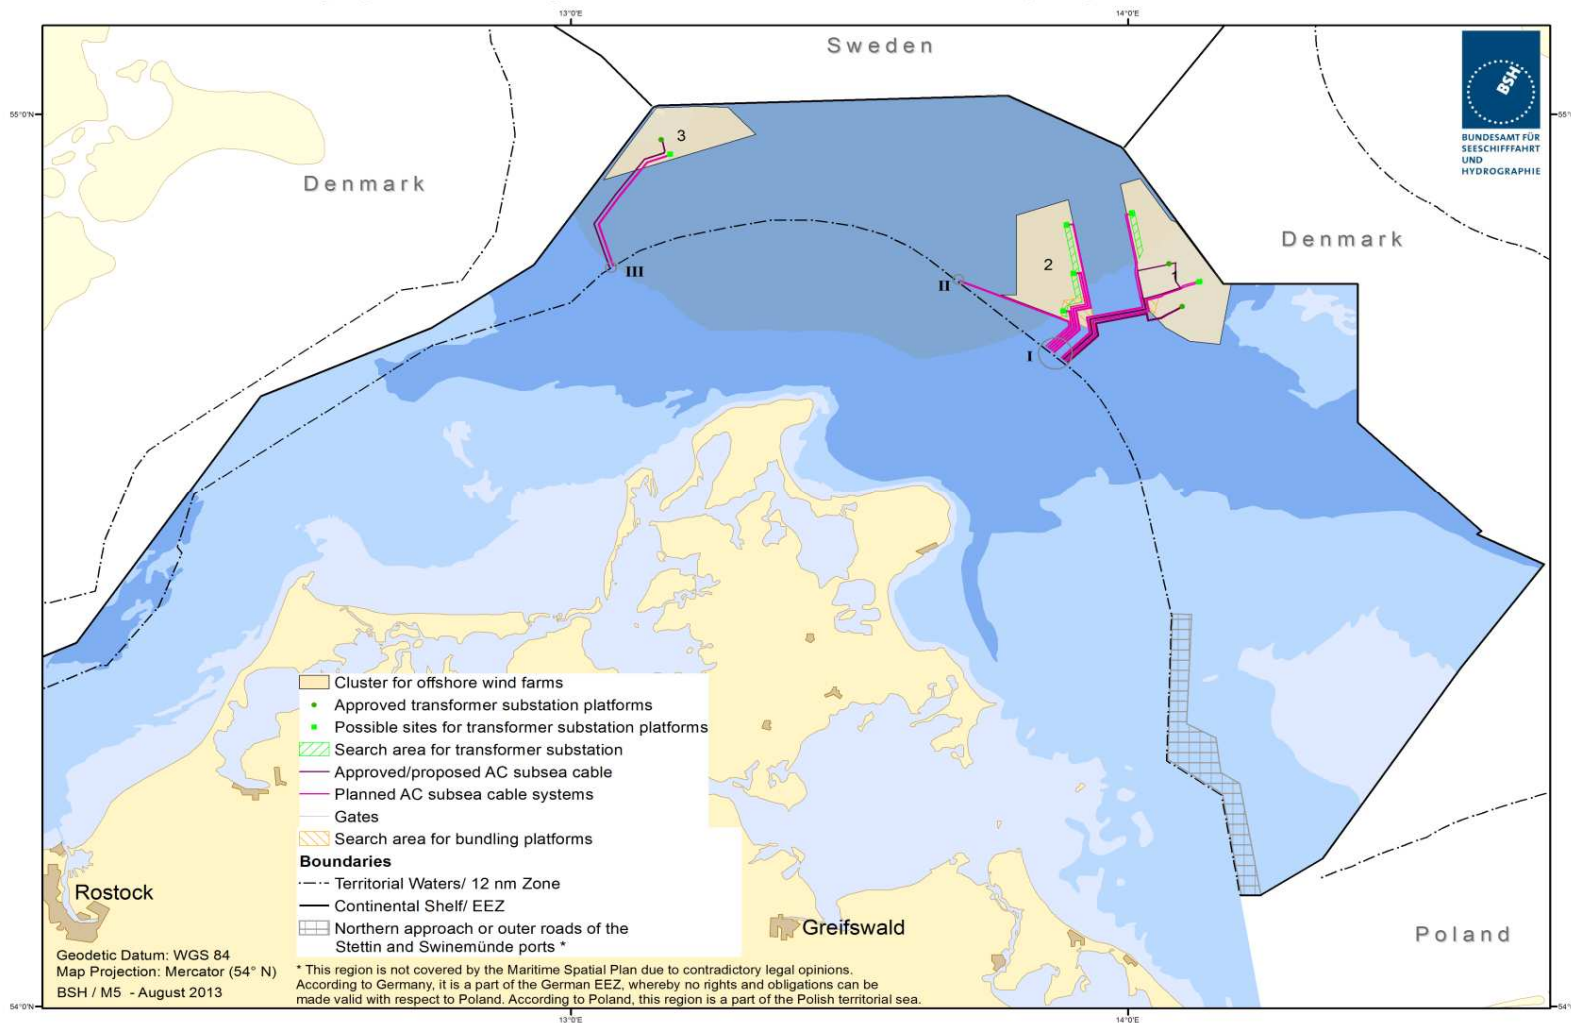 13°0'E
14°0'E
Sweden
BSH
55°0'N
55°
3
BUNDESAMT FÜR
SEESCHIFFFAHRT
UND
HYDROGRAPHIE
Denmark
Denmark
2
1
III
II
I
Cluster for offshore wind farms
Approved transformer substation platforms
Possible sites for transformer substation platforms
Search area for transformer substation
Approved/proposed AC subsea cable
Planned AC subsea cable systems
Gates
Search area for bundling platforms
Boundaries
Territorial Waters/ 12 nm Zone
Continental Shelf/ EEZ
Northern approach or outer roads of the
Stettin and Swinemünde ports *
Rostock
Greifswald
Poland
Geodetic Datum: WGS 84
Map Projection: Mercator (54° N)
BSH / M5 - August 2013
* This region is not covered by the Maritime Spatial Plan due to contradictory legal opinions.
According to Germany, it is a part of the German EEZ, whereby no rights and obligations can be
made valid with respect to Poland. According to Poland, this region is a part of the Polish territorial sea.
54°0'N
54°
13°0'E
14°0'E